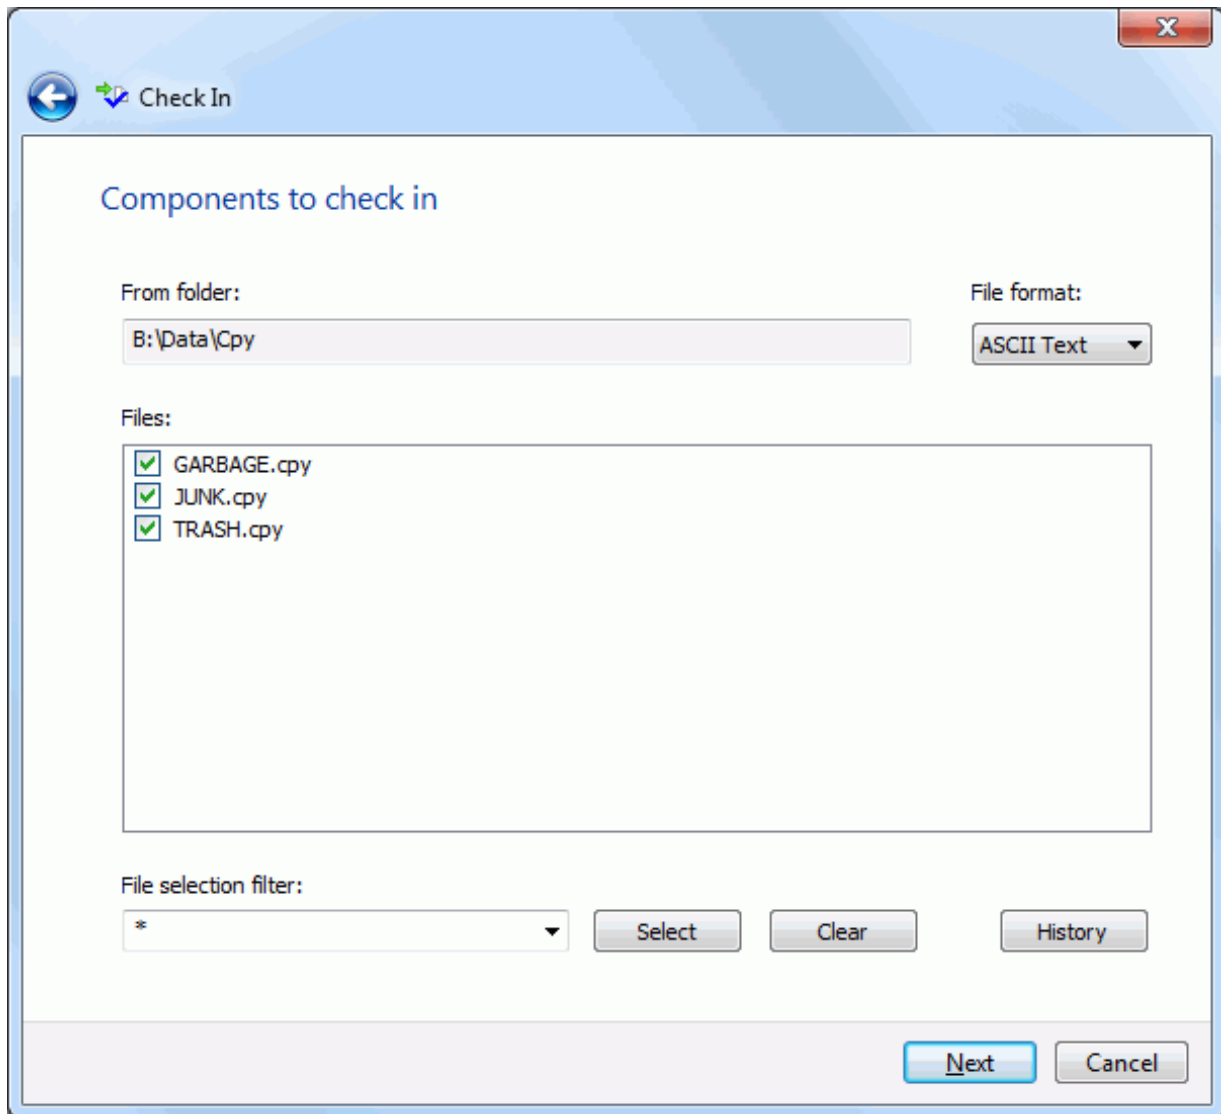 Check In
Components to check in
From folder: File format:
B:\Data\Cpy ASCII Text
Files:
GARBAGE.cpy
JUNK.cpy
TRASH.cpy
File selection filter:
* Select Clear History
Next Cancel